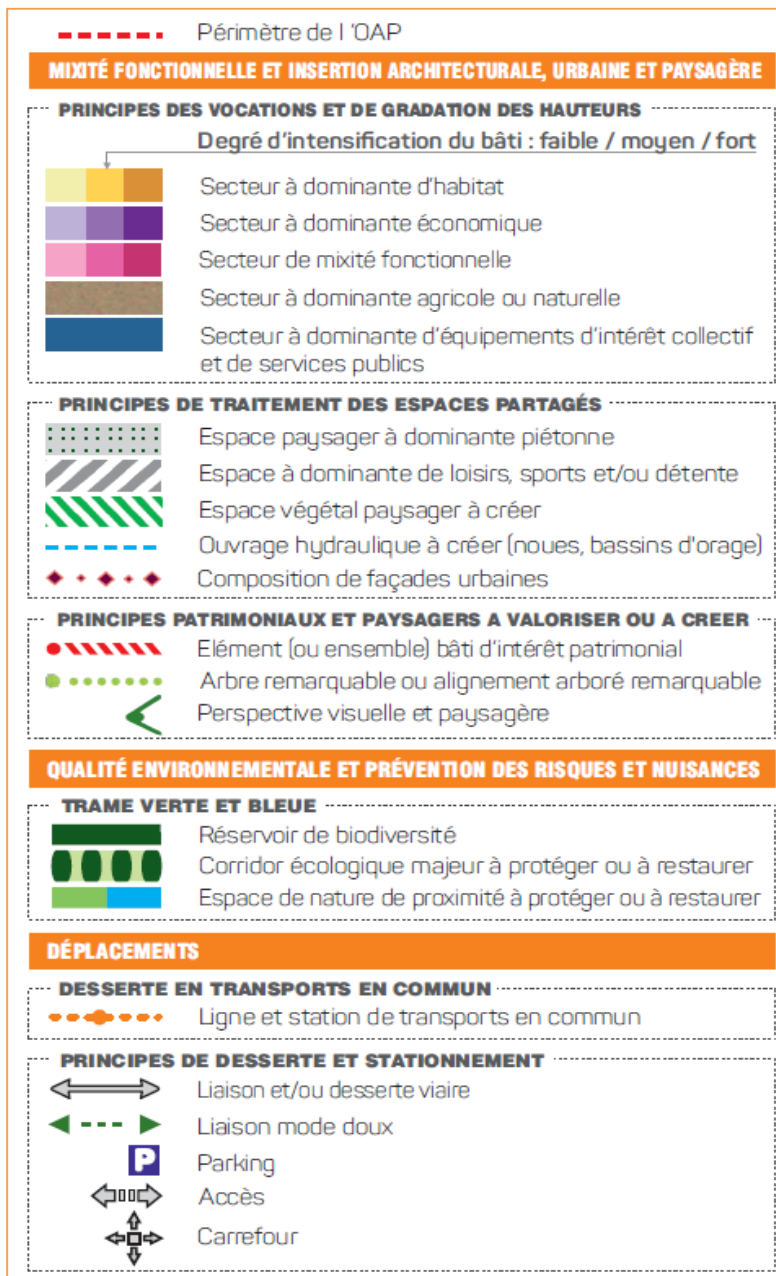 Périmètre de l 'OAP
MIXITÉ FONCTIONNELLE ET INSERTION ARCHITECTURALE, URBAINE ET PAYSAGÈRE
PRINCIPES DES VOCATIONS ET DE GRADATION DES HAUTEURS
Degré d'intensification du bâti : faible / moyen / fort
Secteur à dominante d'habitat
Secteur à dominante économique
Secteur de mixité fonctionnelle
Secteur à dominante agricole ou naturelle
Secteur à dominante d'équipements d'intérêt collectif
et de services publics
PRINCIPES DE TRAITEMENT DES ESPACES PARTAGÉS
Espace paysager à dominante piétonne
Espace à dominante de loisirs, sports et/ou détente
Espace végétal paysager à créer
Ouvrage hydraulique à créer (noues, bassins d'orage)
Composition de façades urbaines
PRINCIPES PATRIMONIAUX ET PAYSAGERS A VALORISER OU A CREER
Elément (ou ensemble) bâti d'intérêt patrimonial
Arbre remarquable ou alignement arboré remarquable
Perspective visuelle et paysagère
QUALITÉ ENVIRONNEMENTALE ET PRÉVENTION DES RISQUES ET NUISANCES
TRAME VERTE ET BLEUE
Réservoir de biodiversité
Corridor écologique majeur à protéger ou à restaurer
Espace de nature de proximité à protéger ou à restaurer
DÉPLACEMENTS
DESSERTE EN TRANSPORTS EN COMMUN
Ligne et station de transports en commun
PRINCIPES DE DESSERTE ET STATIONNEMENT
Liaison et/ou desserte viaire
Liaison mode doux
P Parking
Accès
Carrefour